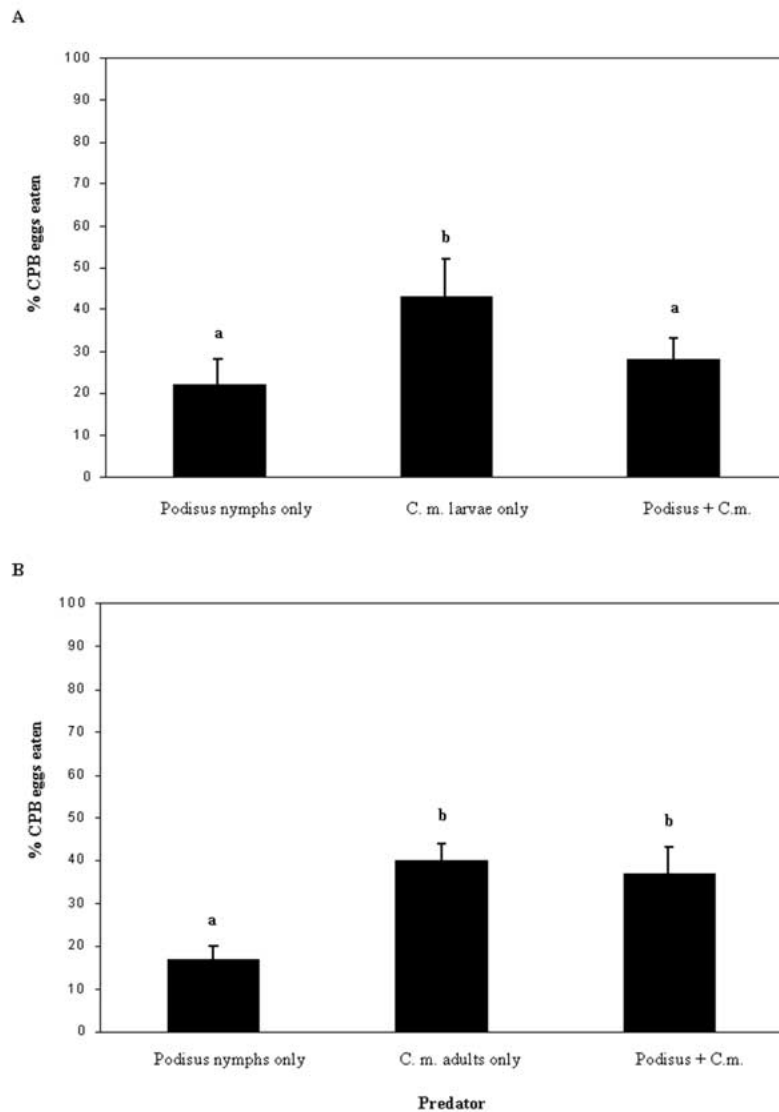 A
100
90
80
70
60
50
40
30
20
10
0
% CPB eggs eaten
a
b
a
Podisus nymphs only
C. m. larvae only
Podisus + C.m.
B
100
90
80
70
60
50
40
30
20
10
0
% CPB eggs eaten
a
b
b
Podisus nymphs only
C. m. adults only
Podisus + C.m.
Predator